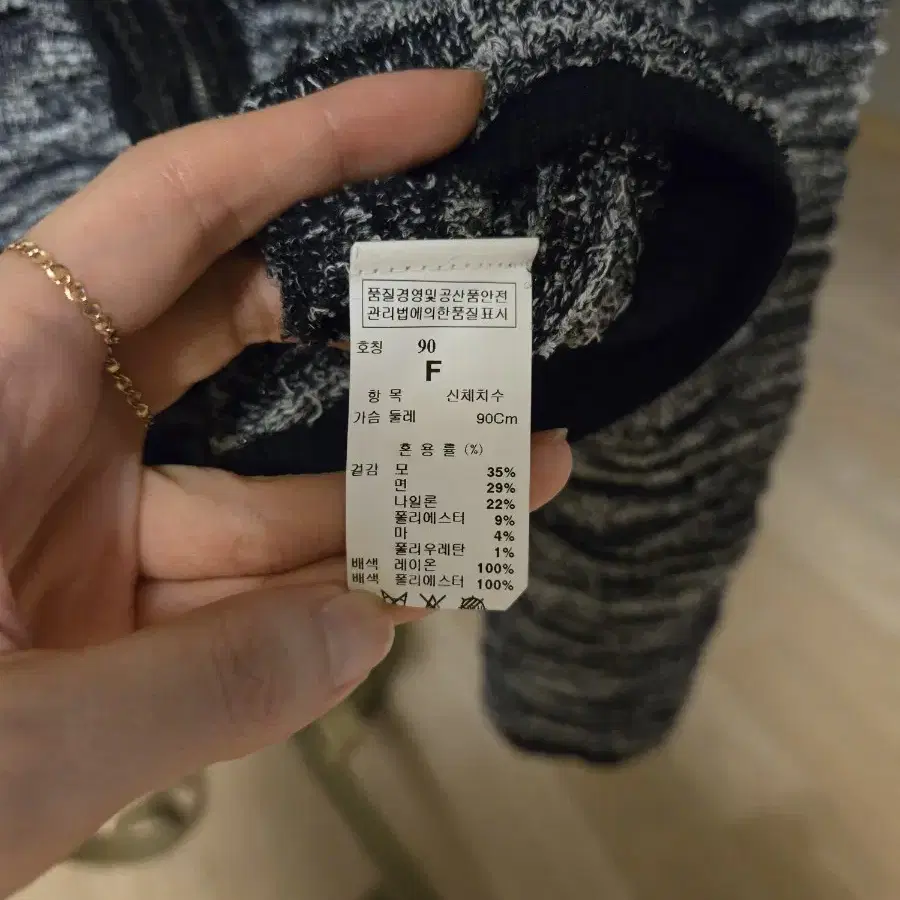 품질경영및공산품안전
관리법에의한품질표시
호칭 90
F
항 목 신체치수
가슴 둘레 90Cm
혼 용 률 (%)
겉감 모 35%
면 29%
나일론 22%
폴리에스터 9%
마 4%
폴리우레탄 1%
배색 레이온 100%
배색 폴리에스터 100%